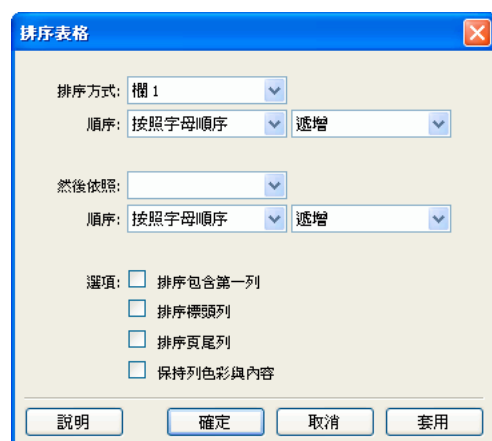 排序表格
排序方式: 欄 1
順序: 按照字母順序 遞增
然後依照:
順序: 按照字母順序 遞增
選項: 排序包含第一列
排序標頭列
排序頁尾列
保持列色彩與內容
說明 確定 取消 套用